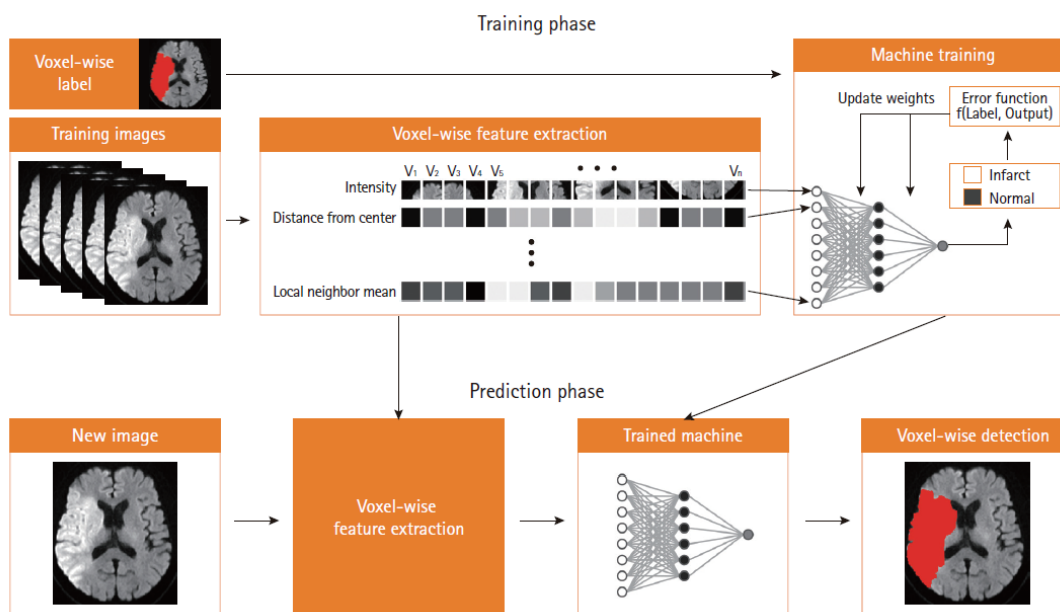 Training phase
Voxel-wise
label
Machine training
Update weights
Error function
f(Label, Output)
Infarct
Normal
Training images
Voxel-wise feature extraction
V1 V2 V3 V4 V5 • • • Vn
Intensity
Distance from center
Local neighbor mean
Prediction phase
New image
Voxel-wise
feature extraction
Trained machine
Voxel-wise detection